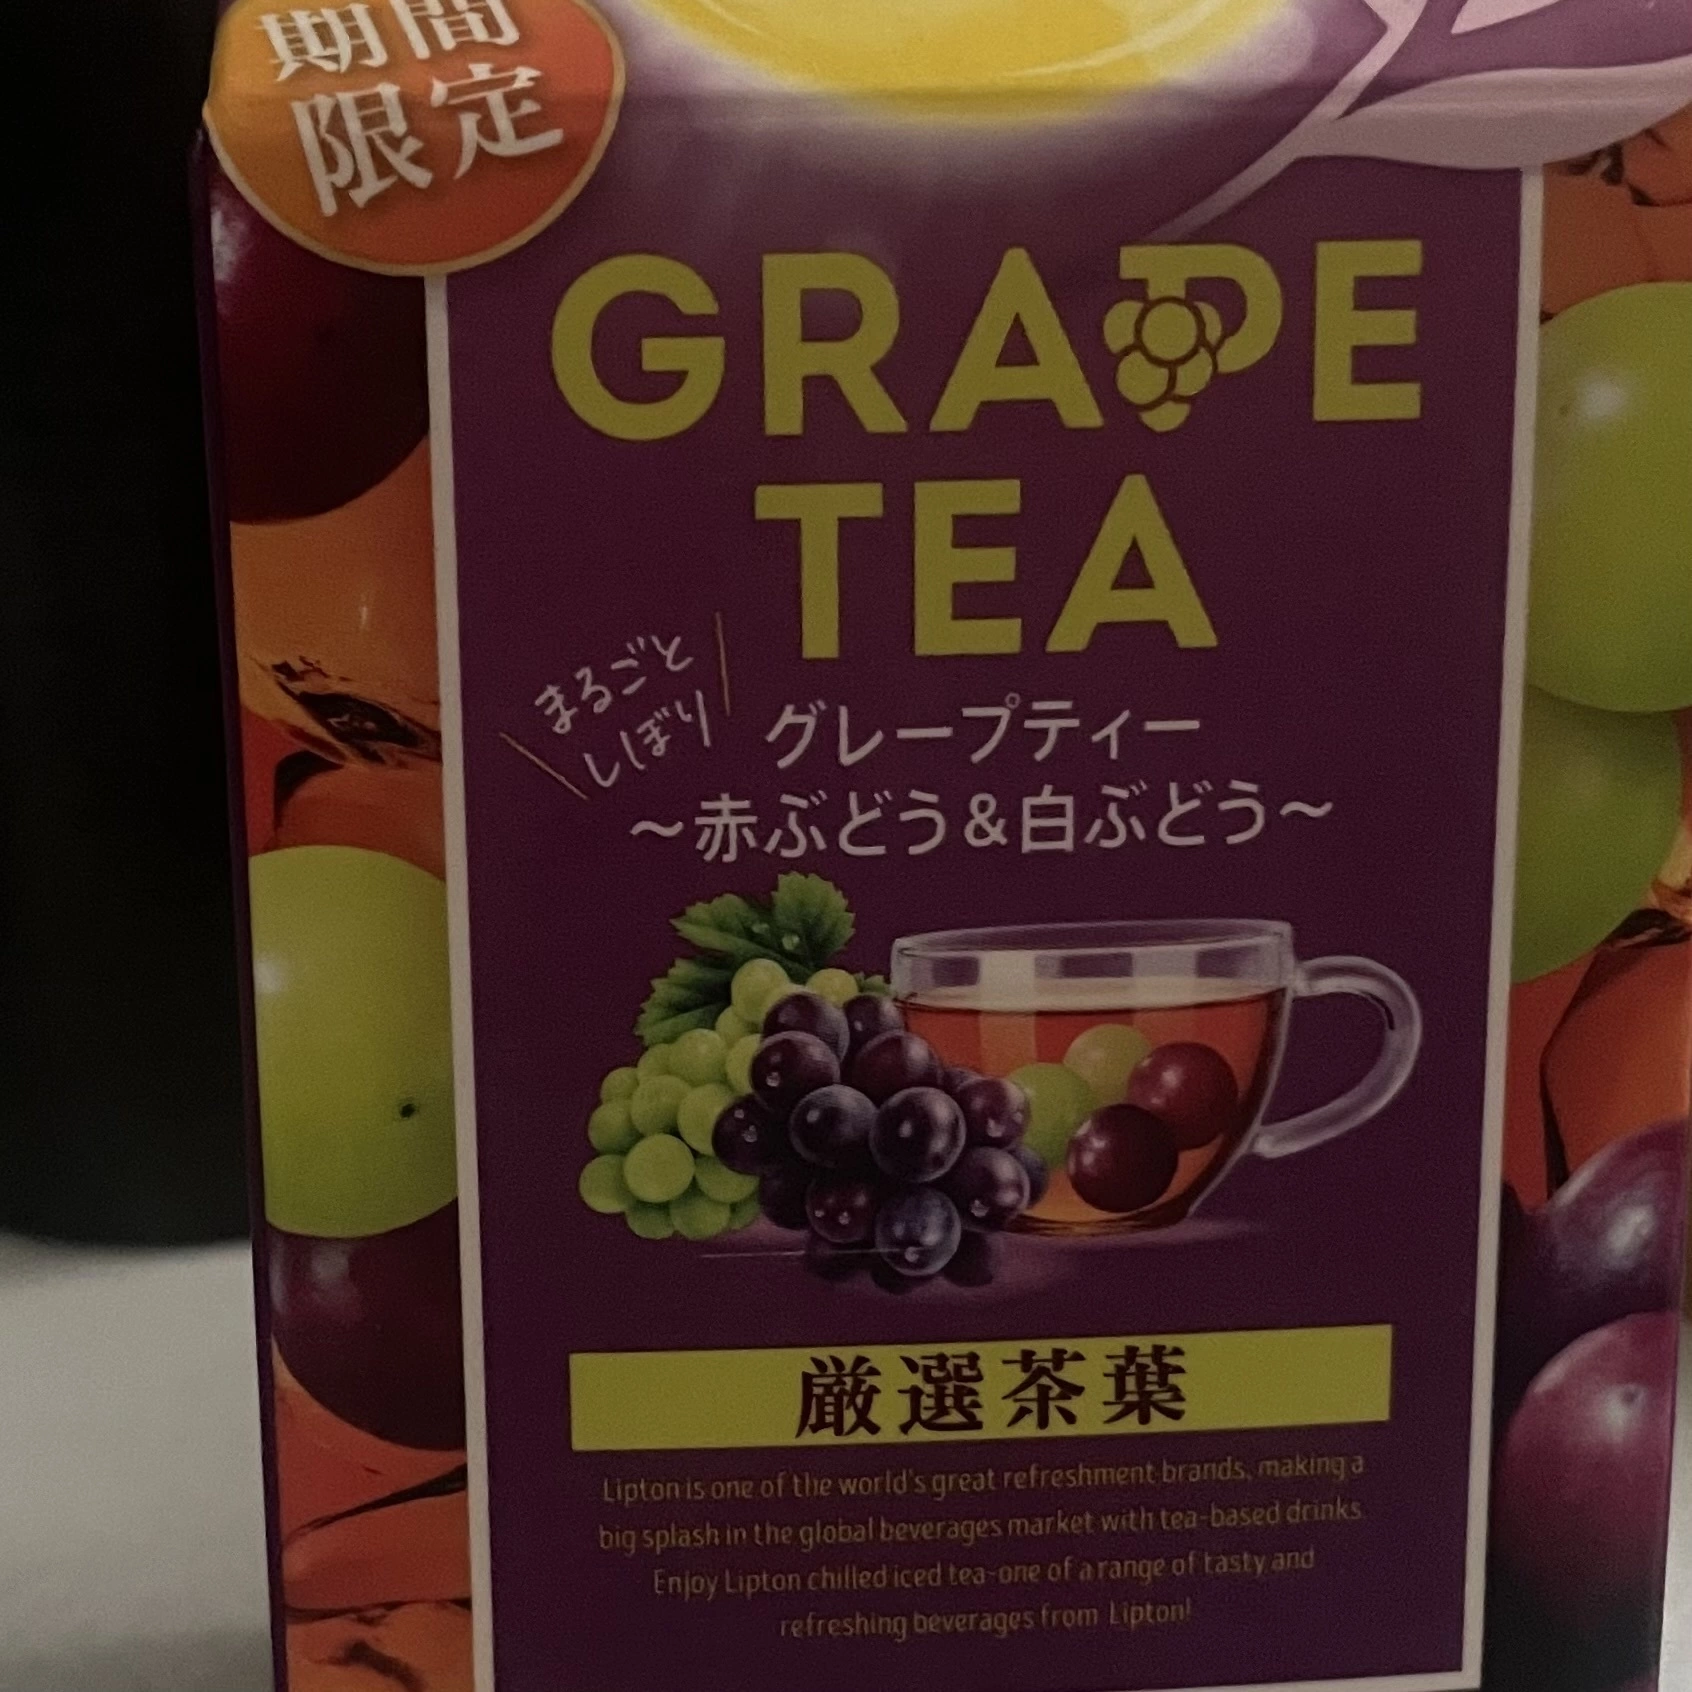 期間
限定
GRAPE
TEA
まるごと
しぼり
グレープティー
〜赤ぶどう&白ぶどう〜
厳選茶葉
Lipton is one of the world's great refreshment brands, making a
big splash in the global beverages market with tea-based drinks.
Enjoy Lipton chilled iced tea-one of a range of tasty and
refreshing beverages from Lipton!